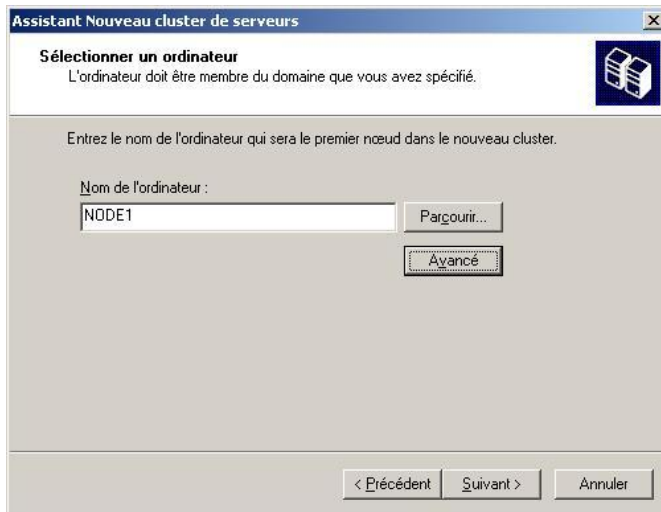 Assistant Nouveau cluster de serveurs
Sélectionner un ordinateur
L'ordinateur doit être membre du domaine que vous avez spécifié.
Entrez le nom de l'ordinateur qui sera le premier nœud dans le nouveau cluster.
Nom de l'ordinateur :
NODE1
Parcourir...
Avancé
< Précédent
Suivant >
Annuler